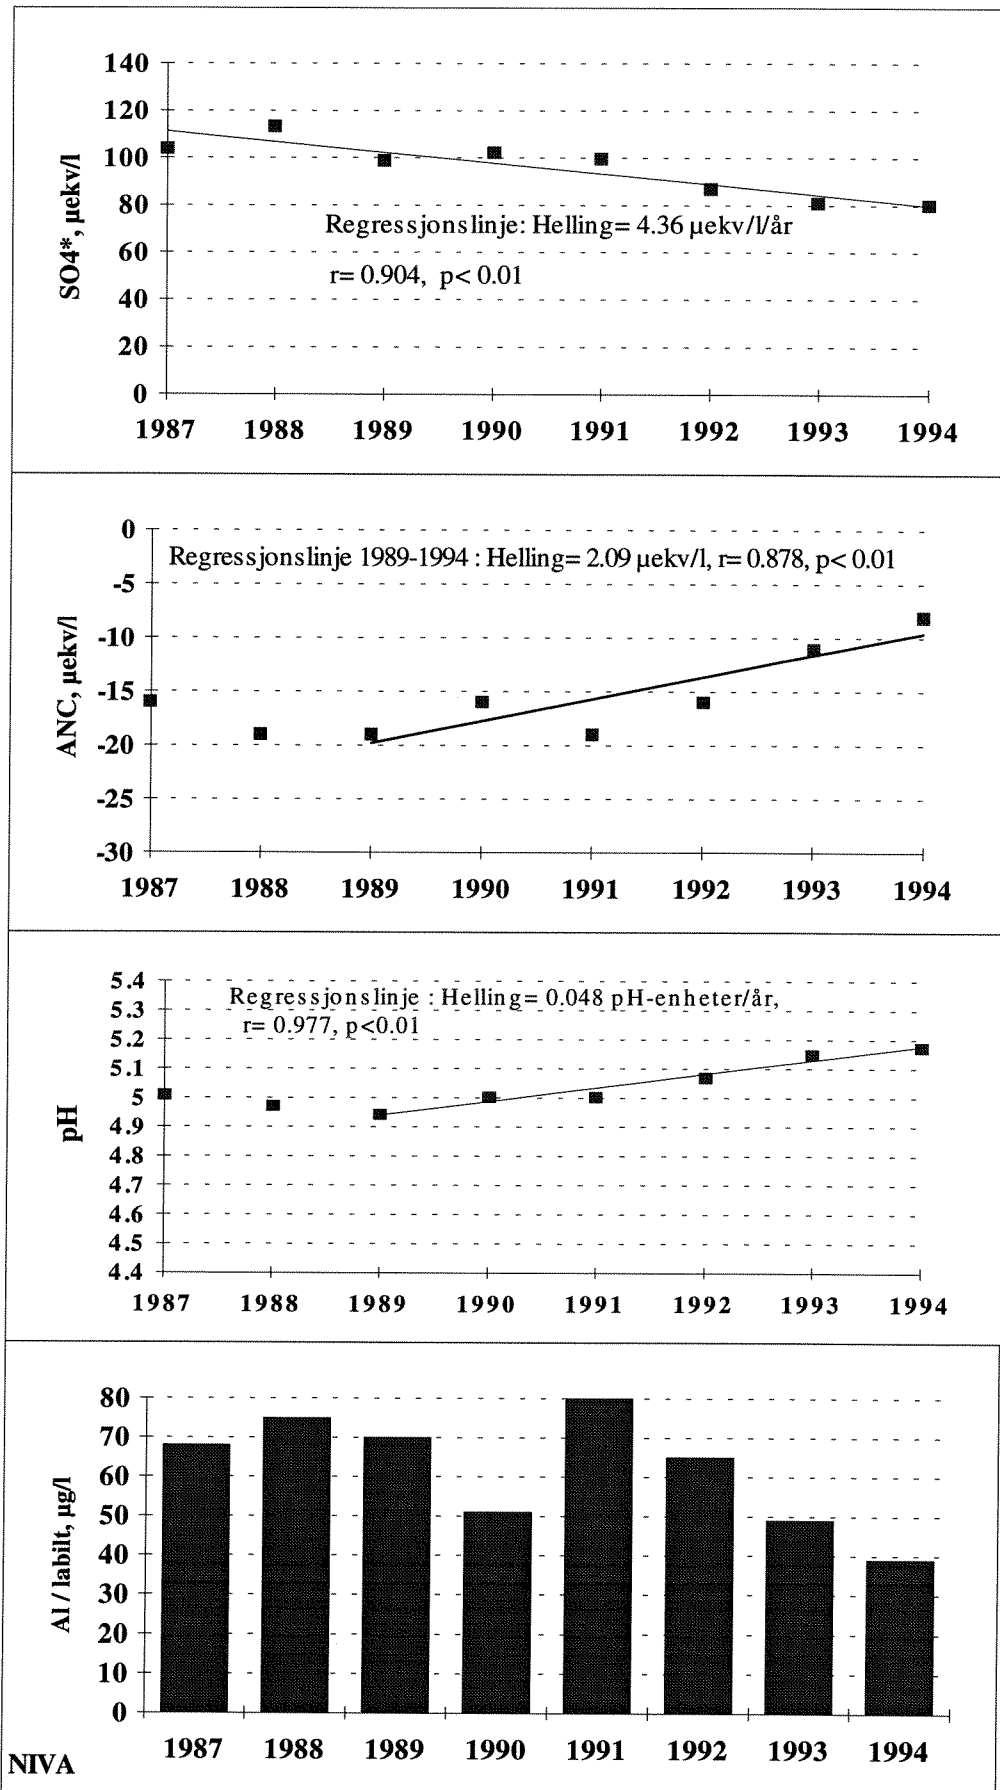 SO4*, µekv/l
140
120
100
80
60
40
20
0
Regressjonslinje: Helling= 4.36 µekv/l/år
r= 0.904, p< 0.01
1987 1988 1989 1990 1991 1992 1993 1994
ANC, µekv/l
0
-5
-10
-15
-20
-25
-30
Regressjonslinje 1989-1994 : Helling= 2.09 µekv/l, r= 0.878, p< 0.01
1987 1988 1989 1990 1991 1992 1993 1994
pH
5.4
5.3
5.2
5.1
5
4.9
4.8
4.7
4.6
4.5
4.4
Regressjonslinje : Helling= 0.048 pH-enheter/år,
r= 0.977, p<0.01
1987 1988 1989 1990 1991 1992 1993 1994
Al / labilt, µg/l
80
70
60
50
40
30
20
10
0
1987 1988 1989 1990 1991 1992 1993 1994
NIVA